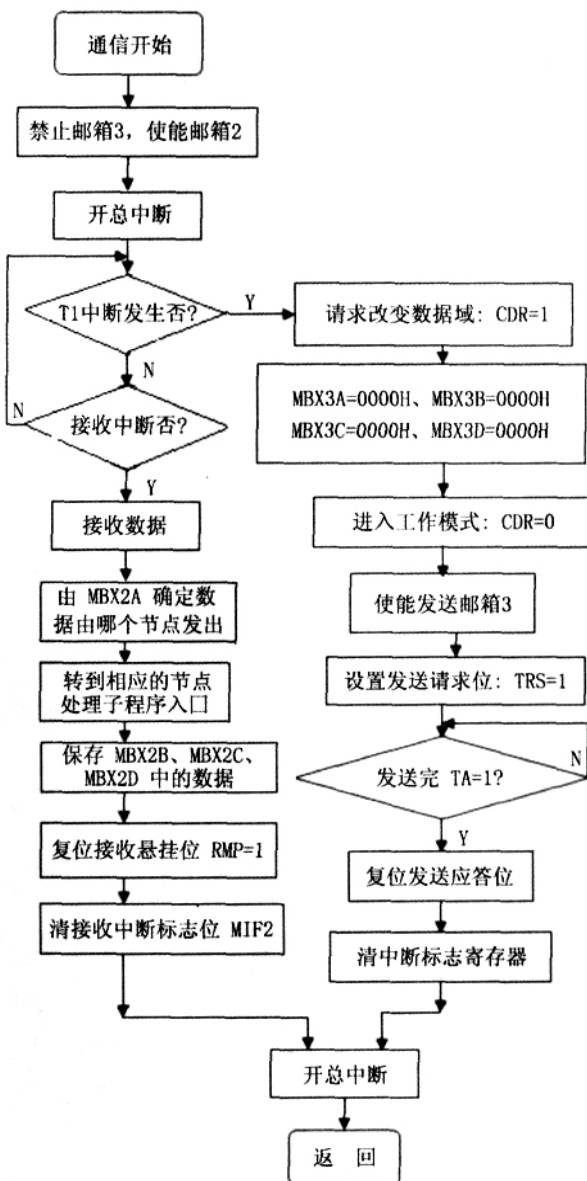 通信开始
禁止邮箱3，使能邮箱2
开总中断
T1中断发生否?
Y
N
接收中断否?
N
Y
接收数据
由 MBX2A 确定数
据由哪个节点发出
转到相应的节点
处理子程序入口
保存 MBX2B、MBX2C、
MBX2D 中的数据
复位接收悬挂位 RMP=1
清接收中断标志位 MIF2
请求改变数据域: CDR=1
MBX3A=0000H、MBX3B=0000H
MBX3C=0000H、MBX3D=0000H
进入工作模式: CDR=0
使能发送邮箱3
设置发送请求位: TRS=1
发送完 TA=1?
N
Y
复位发送应答位
清中断标志寄存器
开总中断
返 回